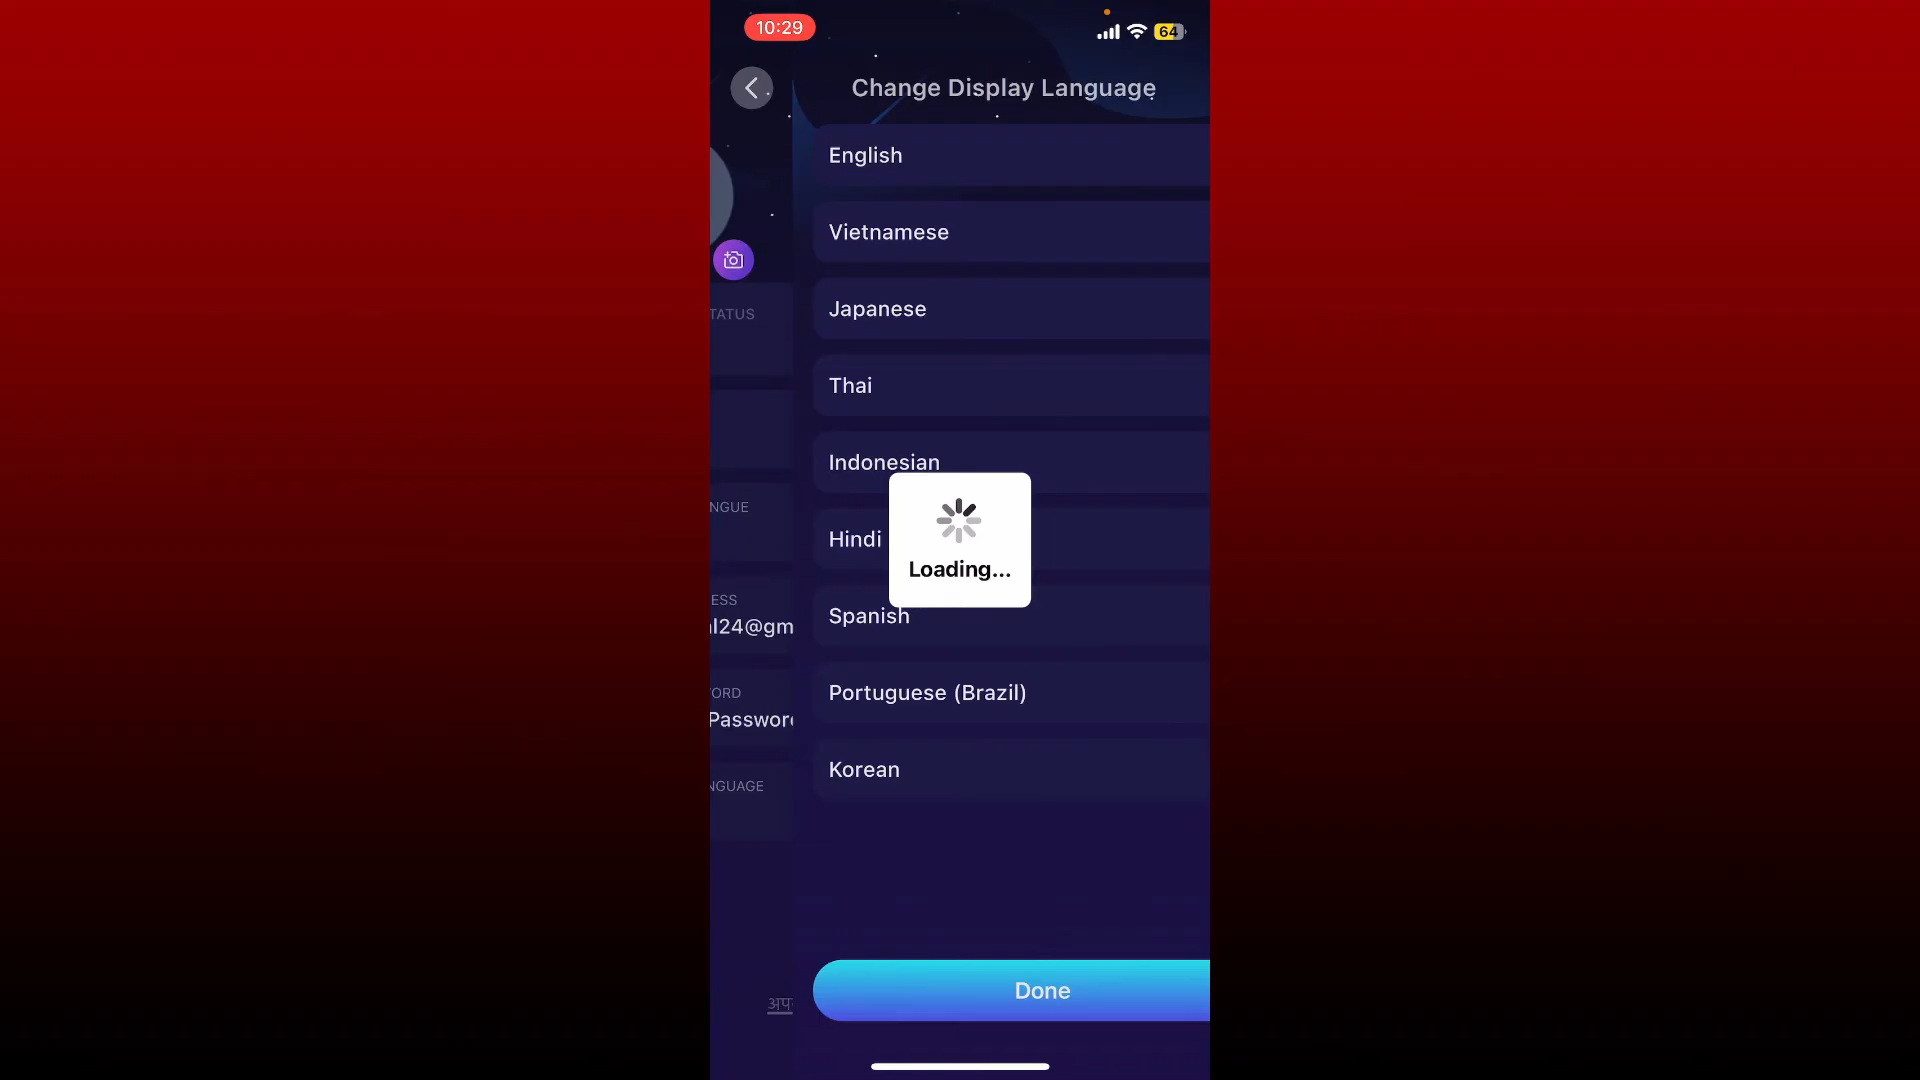 10:29
64
Change Display Language
English
Vietnamese
Japanese
Thai
Indonesian
Hindi
Spanish
Portuguese (Brazil)
Korean
Loading...
TATUS
NGUE
ESS
l24@gm
ORD
Passwor
NGUAGE
अप
Done